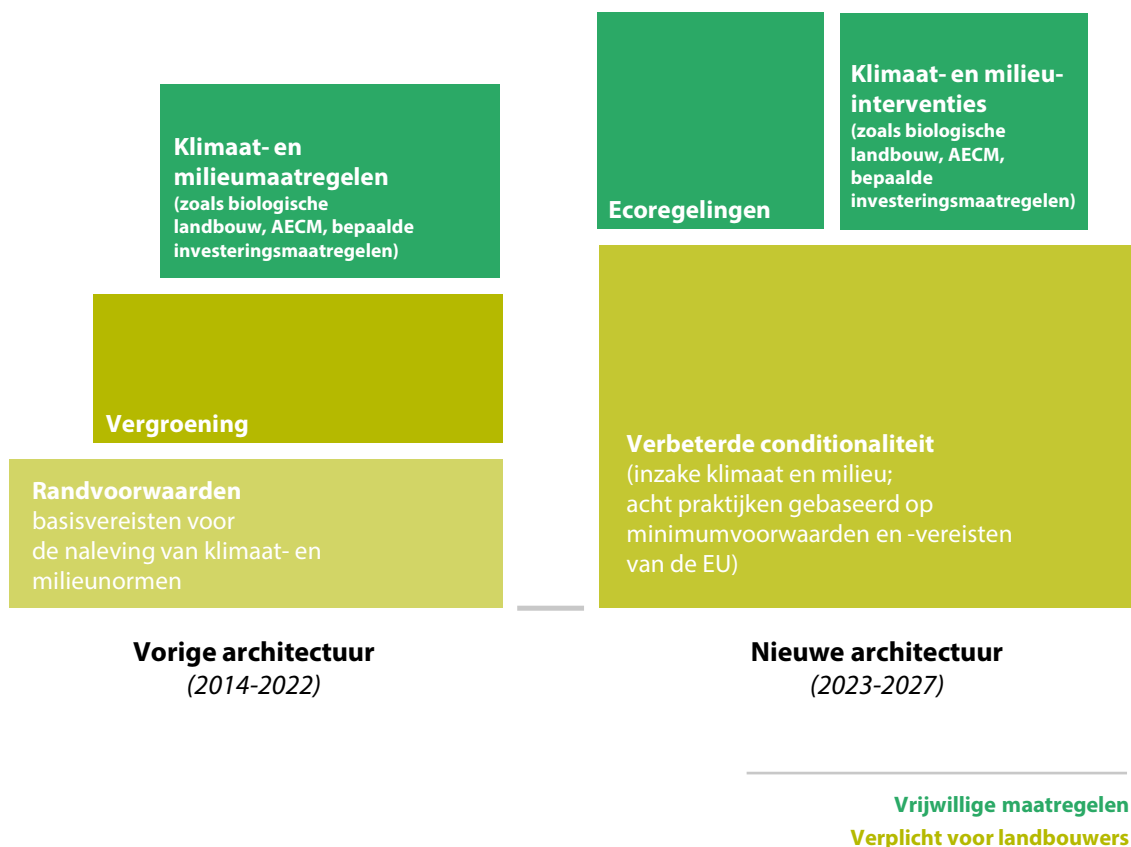 Klimaat- en
milieumaatregelen
(zoals biologische
landbouw, AECM, bepaalde
investeringsmaatregelen)
Vergroening
Randvoorwaarden
basisvereisten voor
de naleving van klimaat- en
milieunormen
Vorige architectuur
(2014-2022)
Ecoregelingen
Klimaat- en milieu-
interventies
(zoals biologische
landbouw, AECM,
bepaalde
investeringsmaatregelen)
Verbeterde conditionaliteit
(inzake klimaat en milieu;
acht praktijken gebaseerd op
minimumvoorwaarden en -vereisten
van de EU)
Nieuwe architectuur
(2023-2027)
Vrijwillige maatregelen
Verplicht voor landbouwers